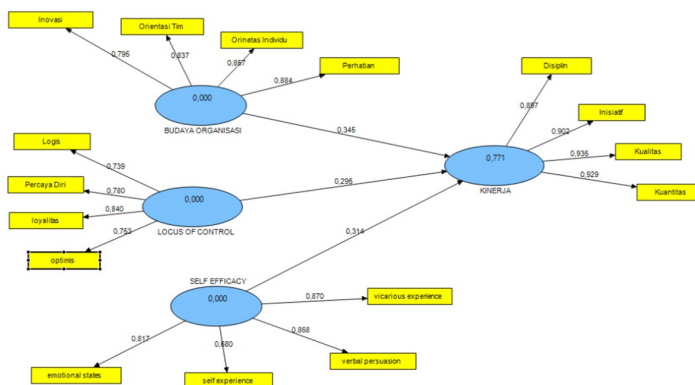 Inovasi
Orientasi Tim
Orinetas Individu
Perhatian
0,795
0,837
0,867
0,884
0,000
BUDAYA ORGANISASI
Disiplin
Inisiatif
Kualitas
Kuantitas
0,897
0,902
0,935
0,929
0,771
KINERJA
0,345
0,295
0,314
Logis
Percaya Diri
loyalitas
optimis
0,739
0,780
0,840
0,753
0,000
LOCUS OF CONTROL
SELF EFFICACY
0,000
0,870
vicarious experience
0,868
verbal persuasion
0,680
self experience
0,817
emotional states